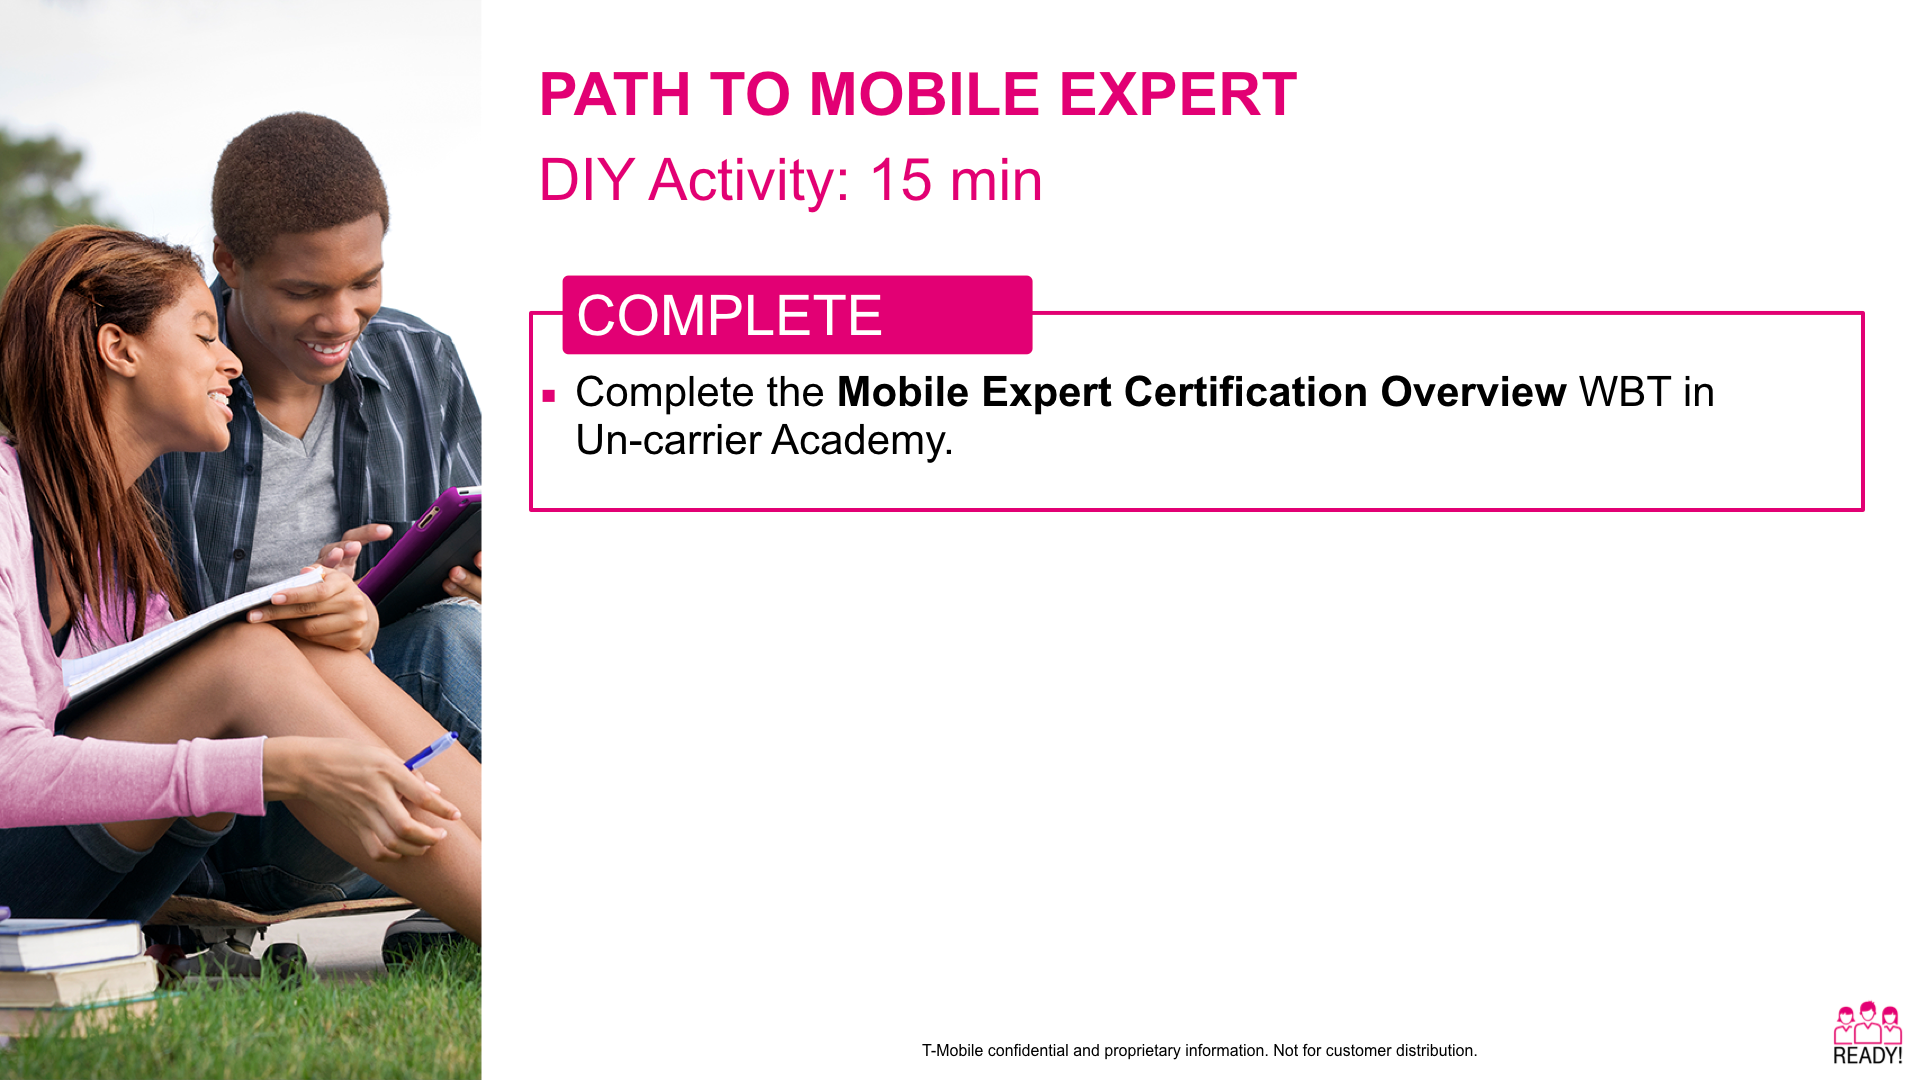 PATH TO MOBILE EXPERT
DIY Activity: 15 min
COMPLETE
▪ Complete the Mobile Expert Certification Overview WBT in
Un-carrier Academy.
T-Mobile confidential and proprietary information. Not for customer distribution.
READY!